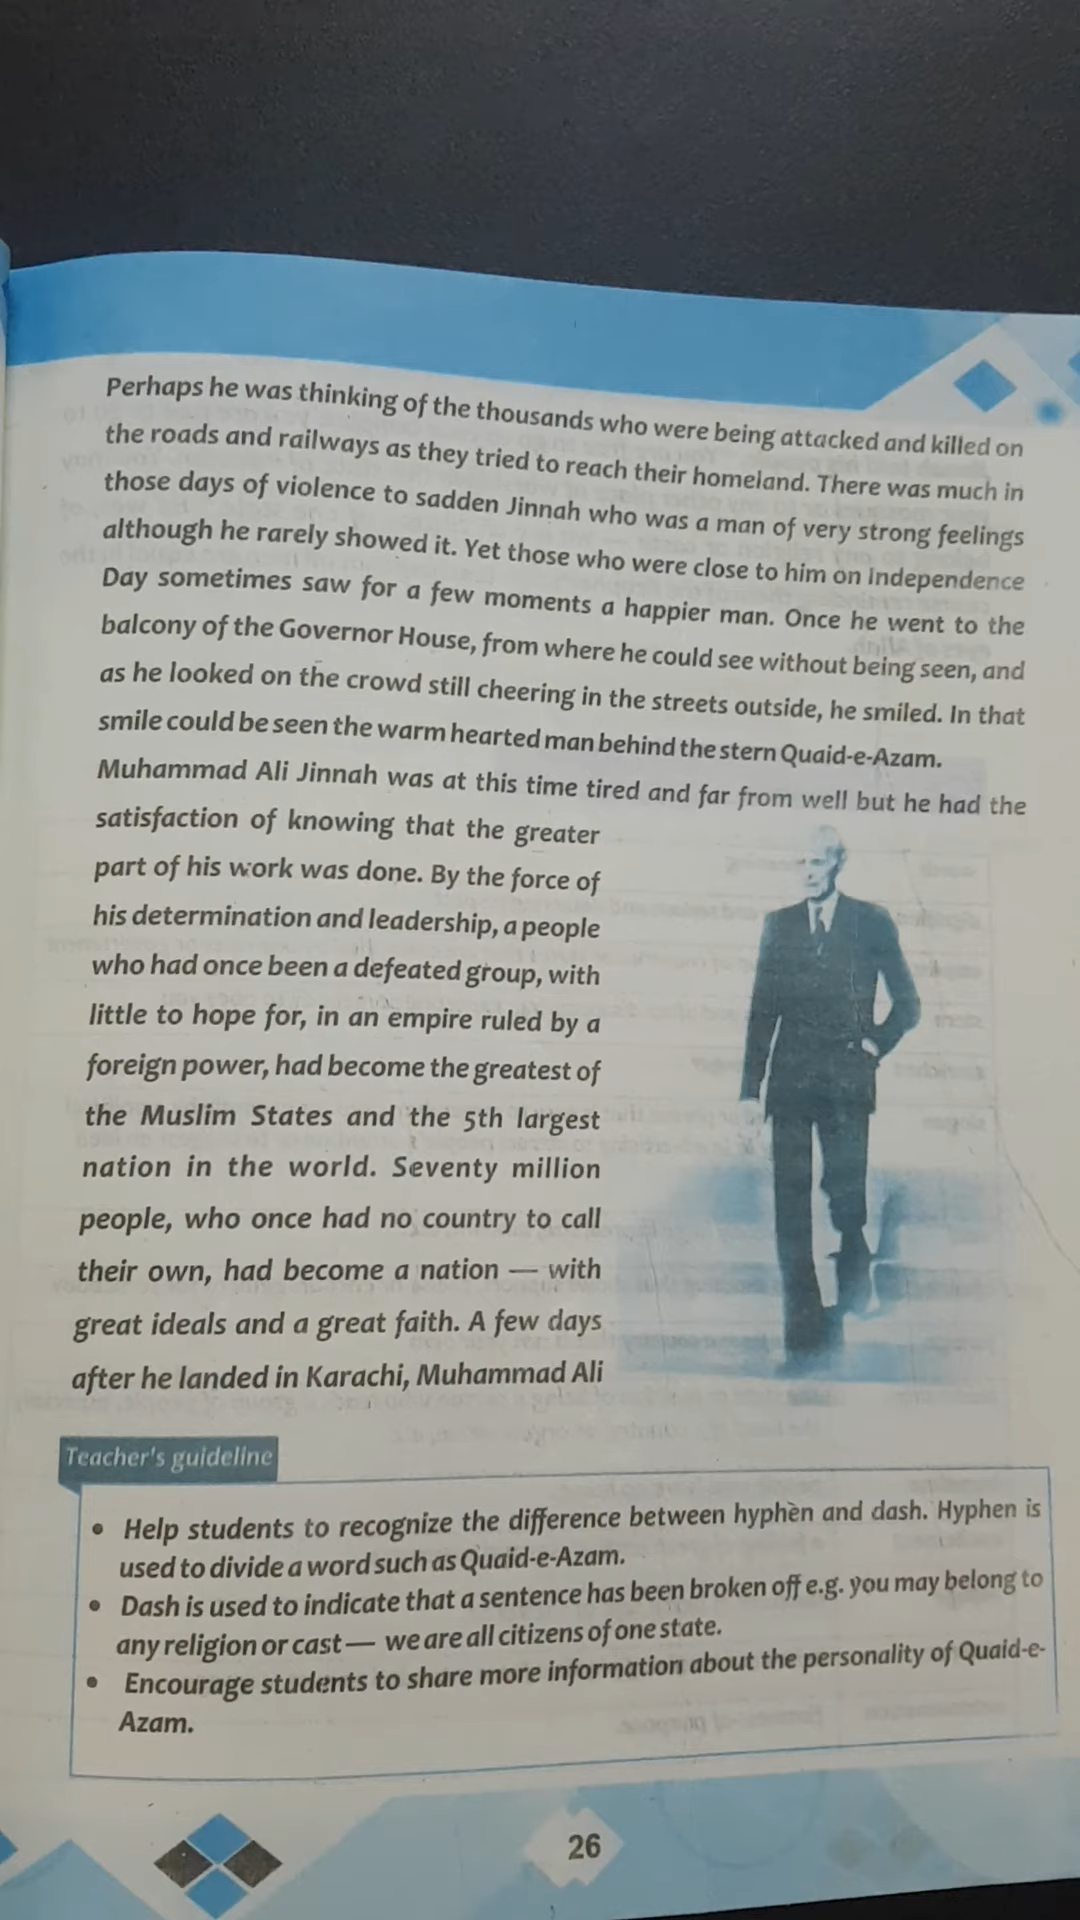 Perhaps he was thinking of the thousands who were being attacked and killed on
the roads and railways as they tried to reach their homeland. There was much in
those days of violence to sadden Jinnah who was a man of very strong feelings
although he rarely showed it. Yet those who were close to him on Independence
Day sometimes saw for a few moments a happier man. Once he went to the
balcony of the Governor House, from where he could see without being seen, and
as he looked on the crowd still cheering in the streets outside, he smiled. In that
smile could be seen the warm hearted man behind the stern Quaid-e-Azam.
Muhammad Ali Jinnah was at this time tired and far from well but he had the
satisfaction of knowing that the greater
part of his work was done. By the force of
his determination and leadership, a people
who had once been a defeated group, with
little to hope for, in an empire ruled by a
foreign power, had become the greatest of
the Muslim States and the 5th largest
nation in the world. Seventy million
people, who once had no country to call
their own, had become a nation — with
great ideals and a great faith. A few days
after he landed in Karachi, Muhammad Ali
Teacher's guideline
• Help students to recognize the difference between hyphen and dash. Hyphen is
used to divide a word such as Quaid-e-Azam.
• Dash is used to indicate that a sentence has been broken off e.g. you may belong to
any religion or cast— we are all citizens of one state.
• Encourage students to share more information about the personality of Quaid-e-
Azam.
26